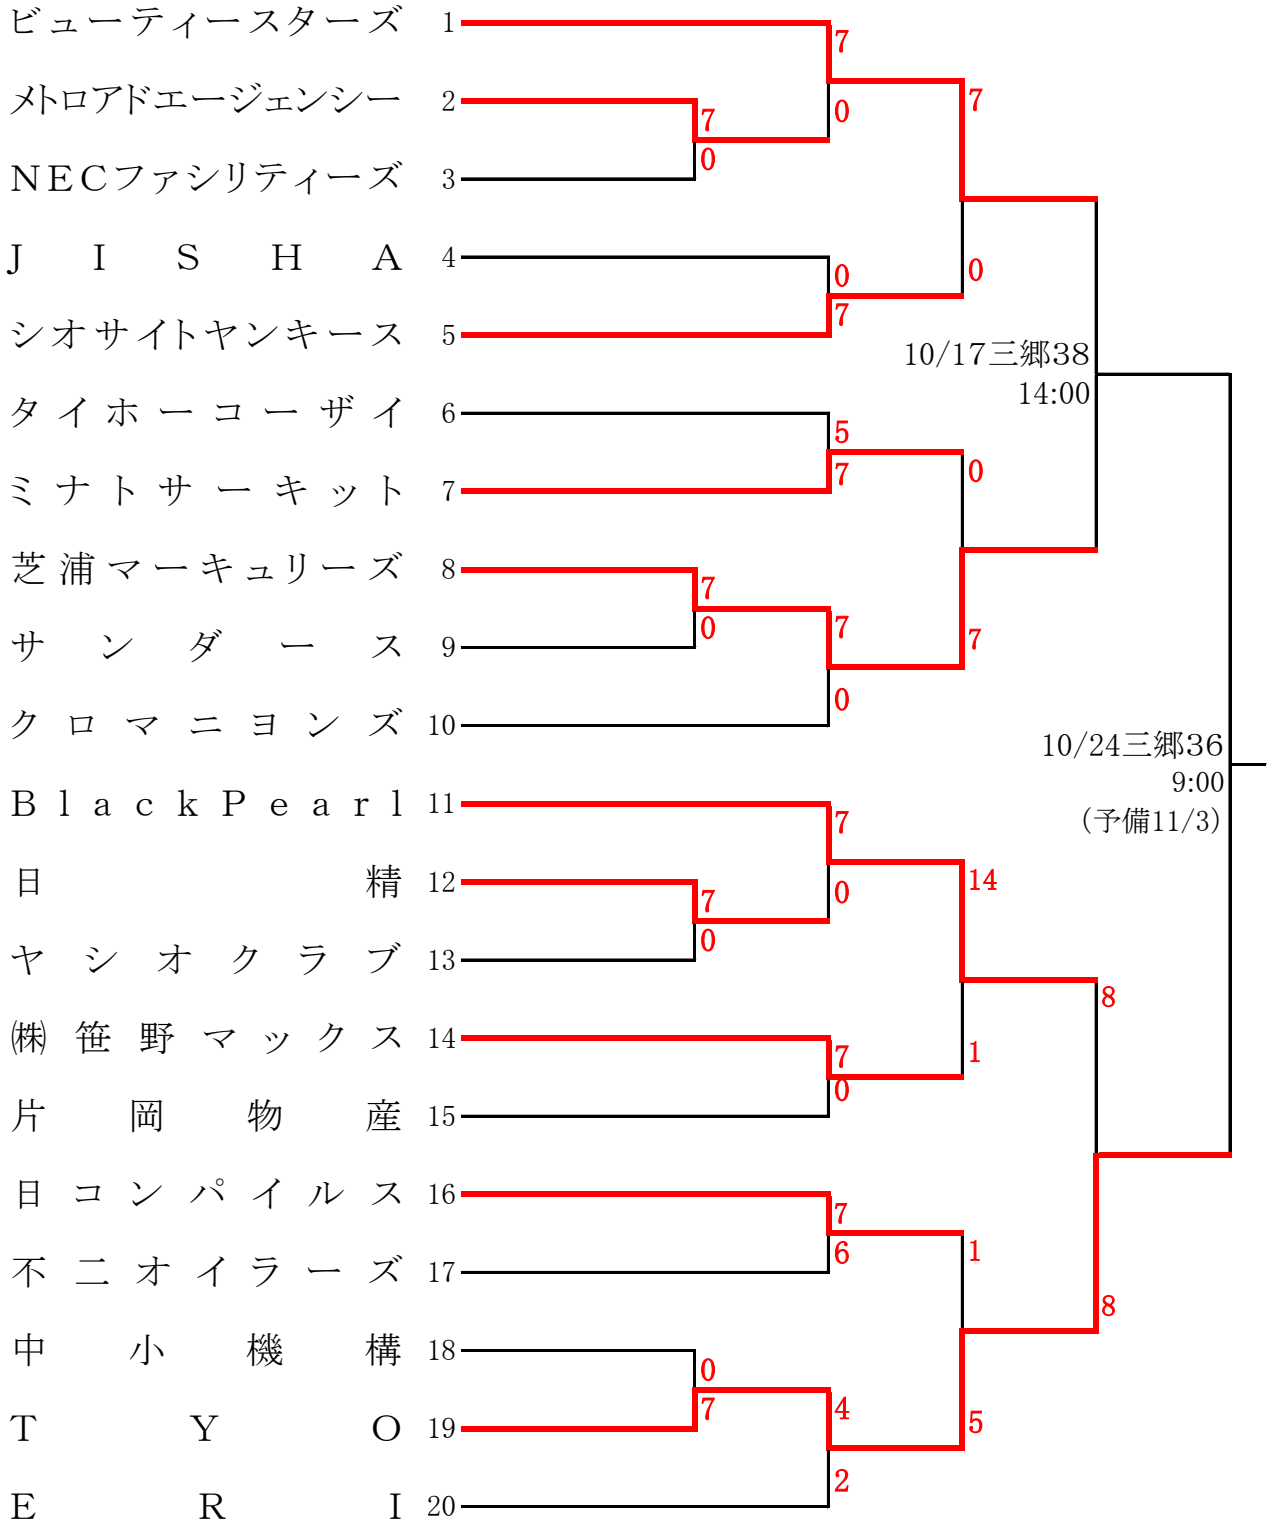 ビューティースターズ 1
7
メトロアドエージェンシー 2
7
0
7
NECファシリティーズ 3
0
JISHA 4
0
0
シオサイトヤンキース 5
7
10/17三郷38
14:00
タイホーコーザイ 6
5
0
ミナトサーキット 7
7
芝浦マーキュリーズ 8
7
サンダース 9
0
7
7
クロマニヨンズ 10
0
10/24三郷36
9:00
(予備11/3)
BlackPearl 11
7
日精 12
7
0
14
ヤシオクラブ 13
0
8
㈱笹野マックス 14
7
1
片岡物産 15
0
日コンパイルス 16
7
不二オイラーズ 17
6
1
8
中小機構 18
0
TYO 19
7
4
5
ERI 20
2